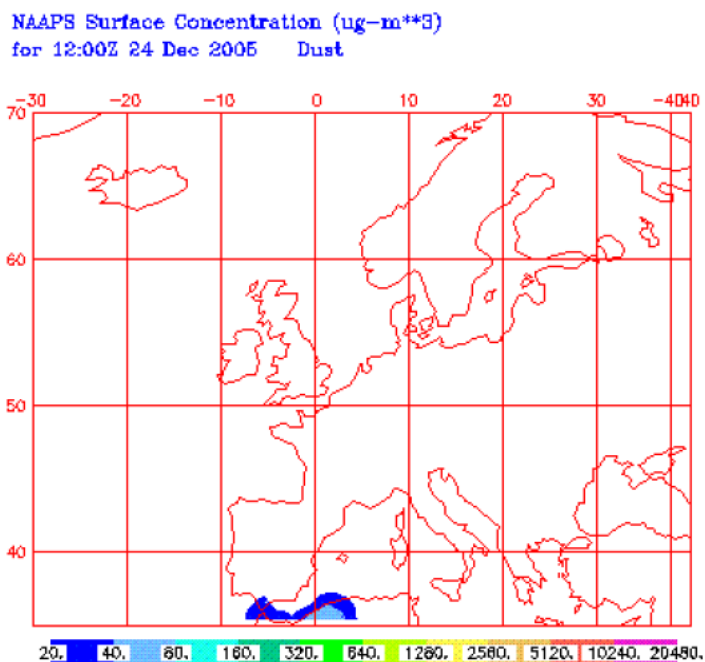 NAAPS Surface Concentration (ug-m**3)
for 12:00Z 24 Dec 2005 Dust
-30 -20 -10 0 10 20 30 -4040
70
60
50
40
20. 40. 80. 160. 320. 640. 1280. 2560. 5120. 10240. 20480.